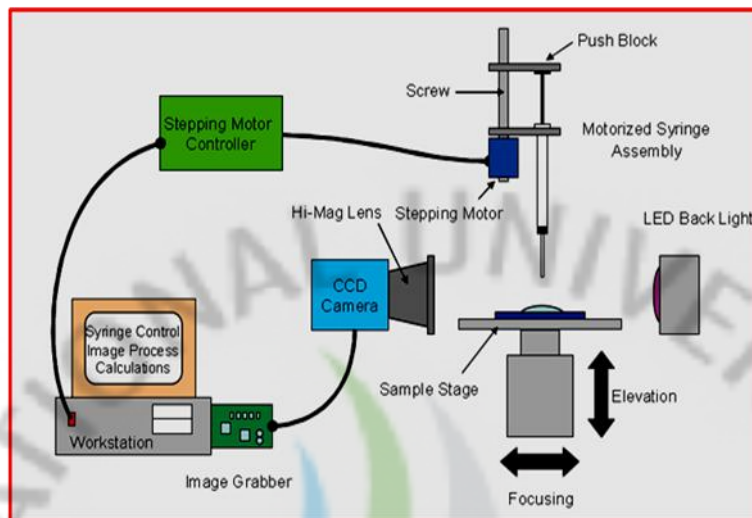 Push Block
Screw
Stepping Motor
Controller
Motorized Syringe
Assembly
Stepping Motor
Hi-Mag Lens
LED Back Light
CCD
Camera
Syringe Control
Image Process
Calculations
Sample Stage
Elevation
Workstation
Image Grabber
Focusing